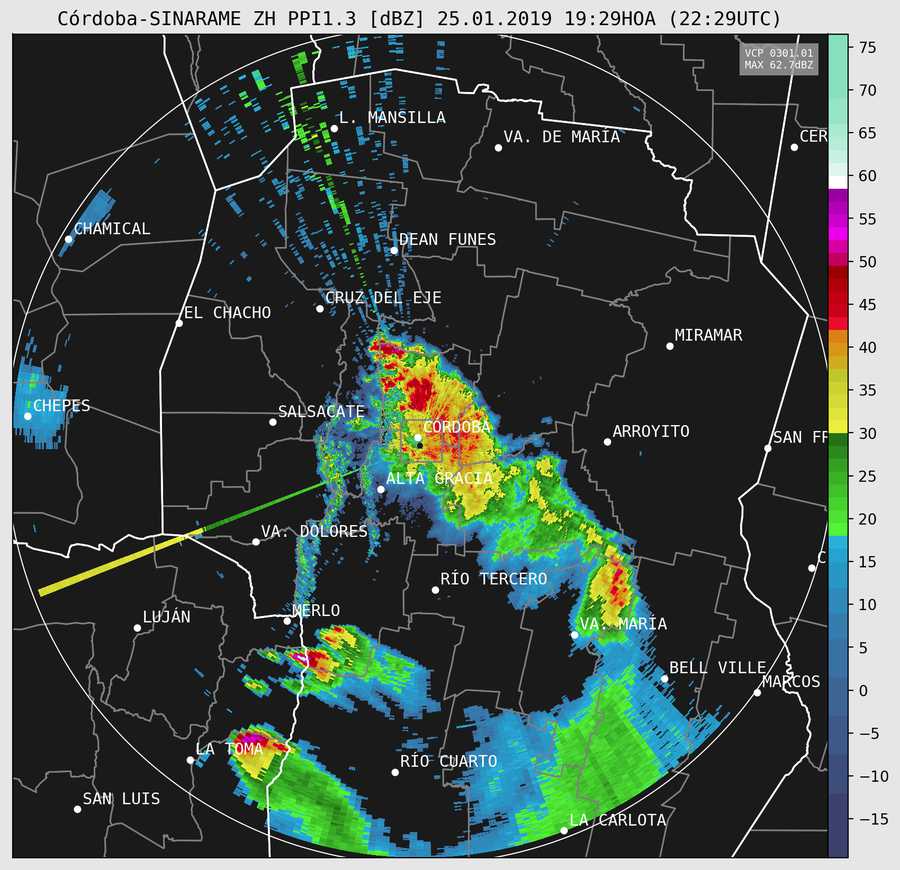 Córdoba-SINARAME ZH PPI1.3 [dBZ] 25.01.2019 19:29HOA (22:29UTC)
VCP 0301.01
MAX 62.7dBZ
75
70
65
60
55
50
45
40
35
30
25
20
15
10
5
0
−5
−10
−15
L. MANSILLA
VA. DE MARÍA
CER
CHAMICAL
DEAN FUNES
CRUZ DEL EJE
EL CHACHO
MIRAMAR
CHEPES
SALSACATE
CÓRDOBA
ARROYITO
SAN FR
ALTA GRACIA
VA. DOLORES
C
RÍO TERCERO
LUJÁN
MERLO
VA. MARÍA
BELL VILLE
MARCOS
LA TOMA
RÍO CUARTO
SAN LUIS
LA CARLOTA